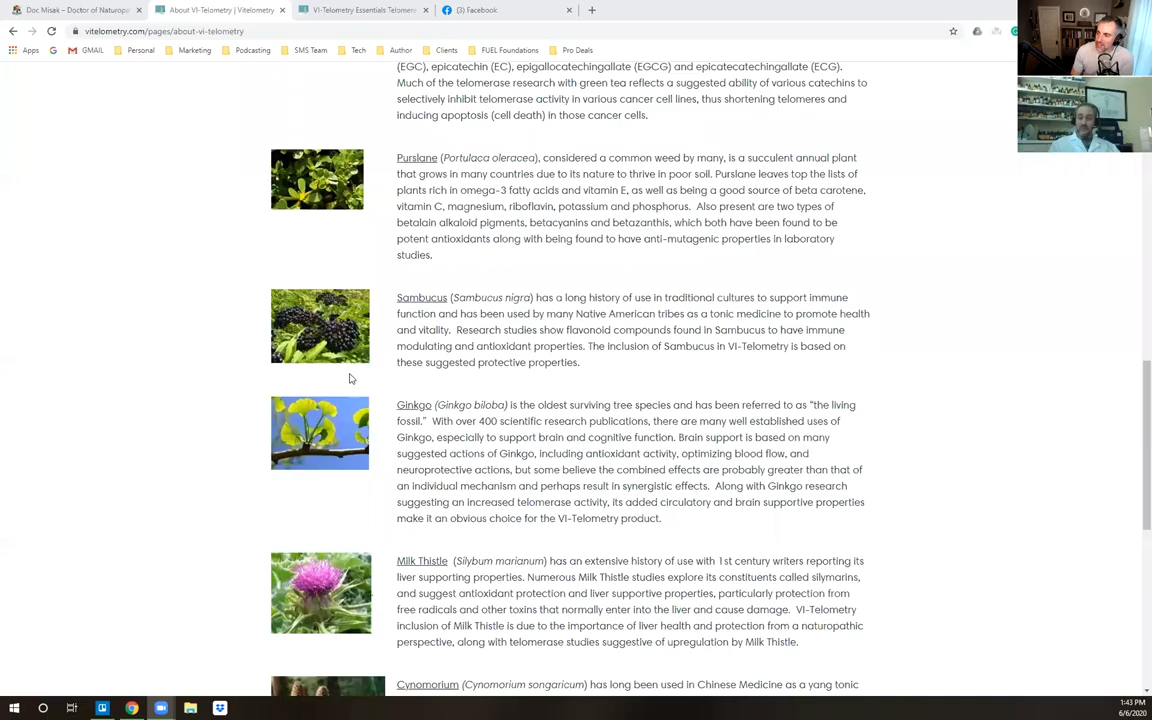 Doc Misak – Doctor of Naturopa
About VI-Telometry | Vitelometry
VI-Telometry Essentials Telomere
(3) Facebook
vitelometry.com/pages/about-vi-telometry
Apps
GMAIL
Personal
Marketing
Podcasting
SMS Team
Tech
Author
Clients
FUEL Foundations
Pro Deals
(EGC), epicatechin (EC), epigallocatechingallate (EGCG) and epicatecatechingallate (ECG).
Much of the telomerase research with green tea reflects a suggested ability of various catechins to
selectively inhibit telomerase activity in various cancer cell lines, thus shortening telomeres and
inducing apoptosis (cell death) in those cancer cells.
Purslane (Portulaca oleracea), considered a common weed by many, is a succulent annual plant
that grows in many countries due to its nature to thrive in poor soil. Purslane leaves top the lists of
plants rich in omega-3 fatty acids and vitamin E, as well as being a good source of beta carotene,
vitamin C, magnesium, riboflavin, potassium and phosphorus. Also present are two types of
betalain alkaloid pigments, betacyanins and betazanthis, which both have been found to be
potent antioxidants along with being found to have anti-mutagenic properties in laboratory
studies.
Sambucus (Sambucus nigra) has a long history of use in traditional cultures to support immune
function and has been used by many Native American tribes as a tonic medicine to promote health
and vitality. Research studies show flavonoid compounds found in Sambucus to have immune
modulating and antioxidant properties. The inclusion of Sambucus in VI-Telometry is based on
these suggested protective properties.
Ginkgo (Ginkgo biloba) is the oldest surviving tree species and has been referred to as “the living
fossil.” With over 400 scientific research publications, there are many well established uses of
Ginkgo, especially to support brain and cognitive function. Brain support is based on many
suggested actions of Ginkgo, including antioxidant activity, optimizing blood flow, and
neuroprotective actions, but some believe the combined effects are probably greater than that of
an individual mechanism and perhaps result in synergistic effects. Along with Ginkgo research
suggesting an increased telomerase activity, its added circulatory and brain supportive properties
make it an obvious choice for the VI-Telometry product.
Milk Thistle (Silybum marianum) has an extensive history of use with 1st century writers reporting its
liver supporting properties. Numerous Milk Thistle studies explore its constituents called silymarins,
and suggest antioxidant protection and liver supportive properties, particularly protection from
free radicals and other toxins that normally enter into the liver and cause damage. VI-Telometry
inclusion of Milk Thistle is due to the importance of liver health and protection from a naturopathic
perspective, along with telomerase studies suggestive of upregulation by Milk Thistle.
Cynomorium (Cynomorium songaricum) has long been used in Chinese Medicine as a yang tonic
1:43 PM
6/6/2020